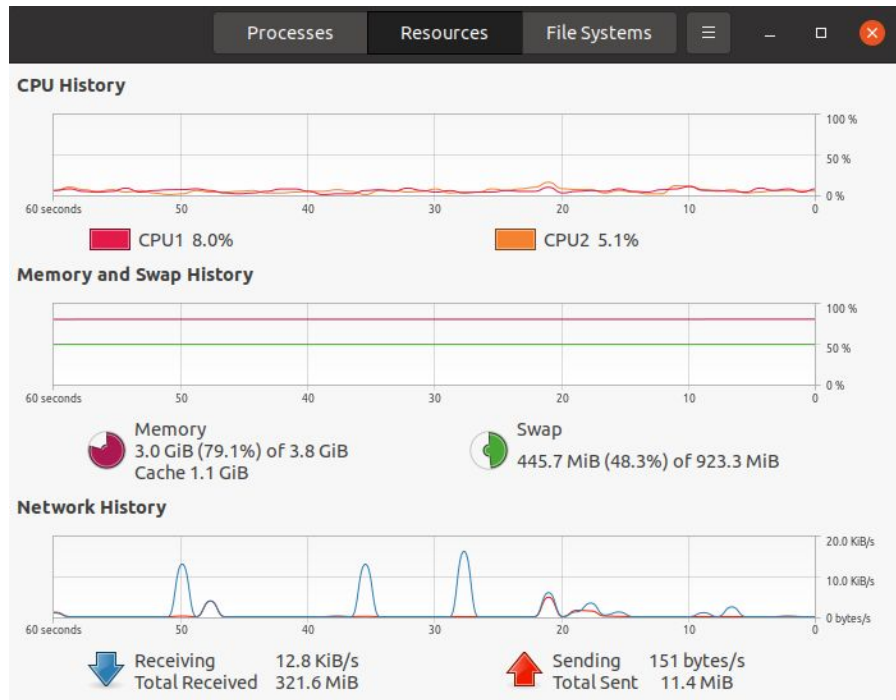 Processes Resources File Systems
CPU History
100 %
50 %
0 %
60 seconds 50 40 30 20 10 0
CPU1 8.0% CPU2 5.1%
Memory and Swap History
100 %
50 %
0 %
60 seconds 50 40 30 20 10 0
Memory
3.0 GiB (79.1%) of 3.8 GiB
Cache 1.1 GiB
Swap
445.7 MiB (48.3%) of 923.3 MiB
Network History
20.0 KiB/s
10.0 KiB/s
0 bytes/s
60 seconds 50 40 30 20 10 0
Receiving 12.8 KiB/s
Total Received 321.6 MiB
Sending 151 bytes/s
Total Sent 11.4 MiB